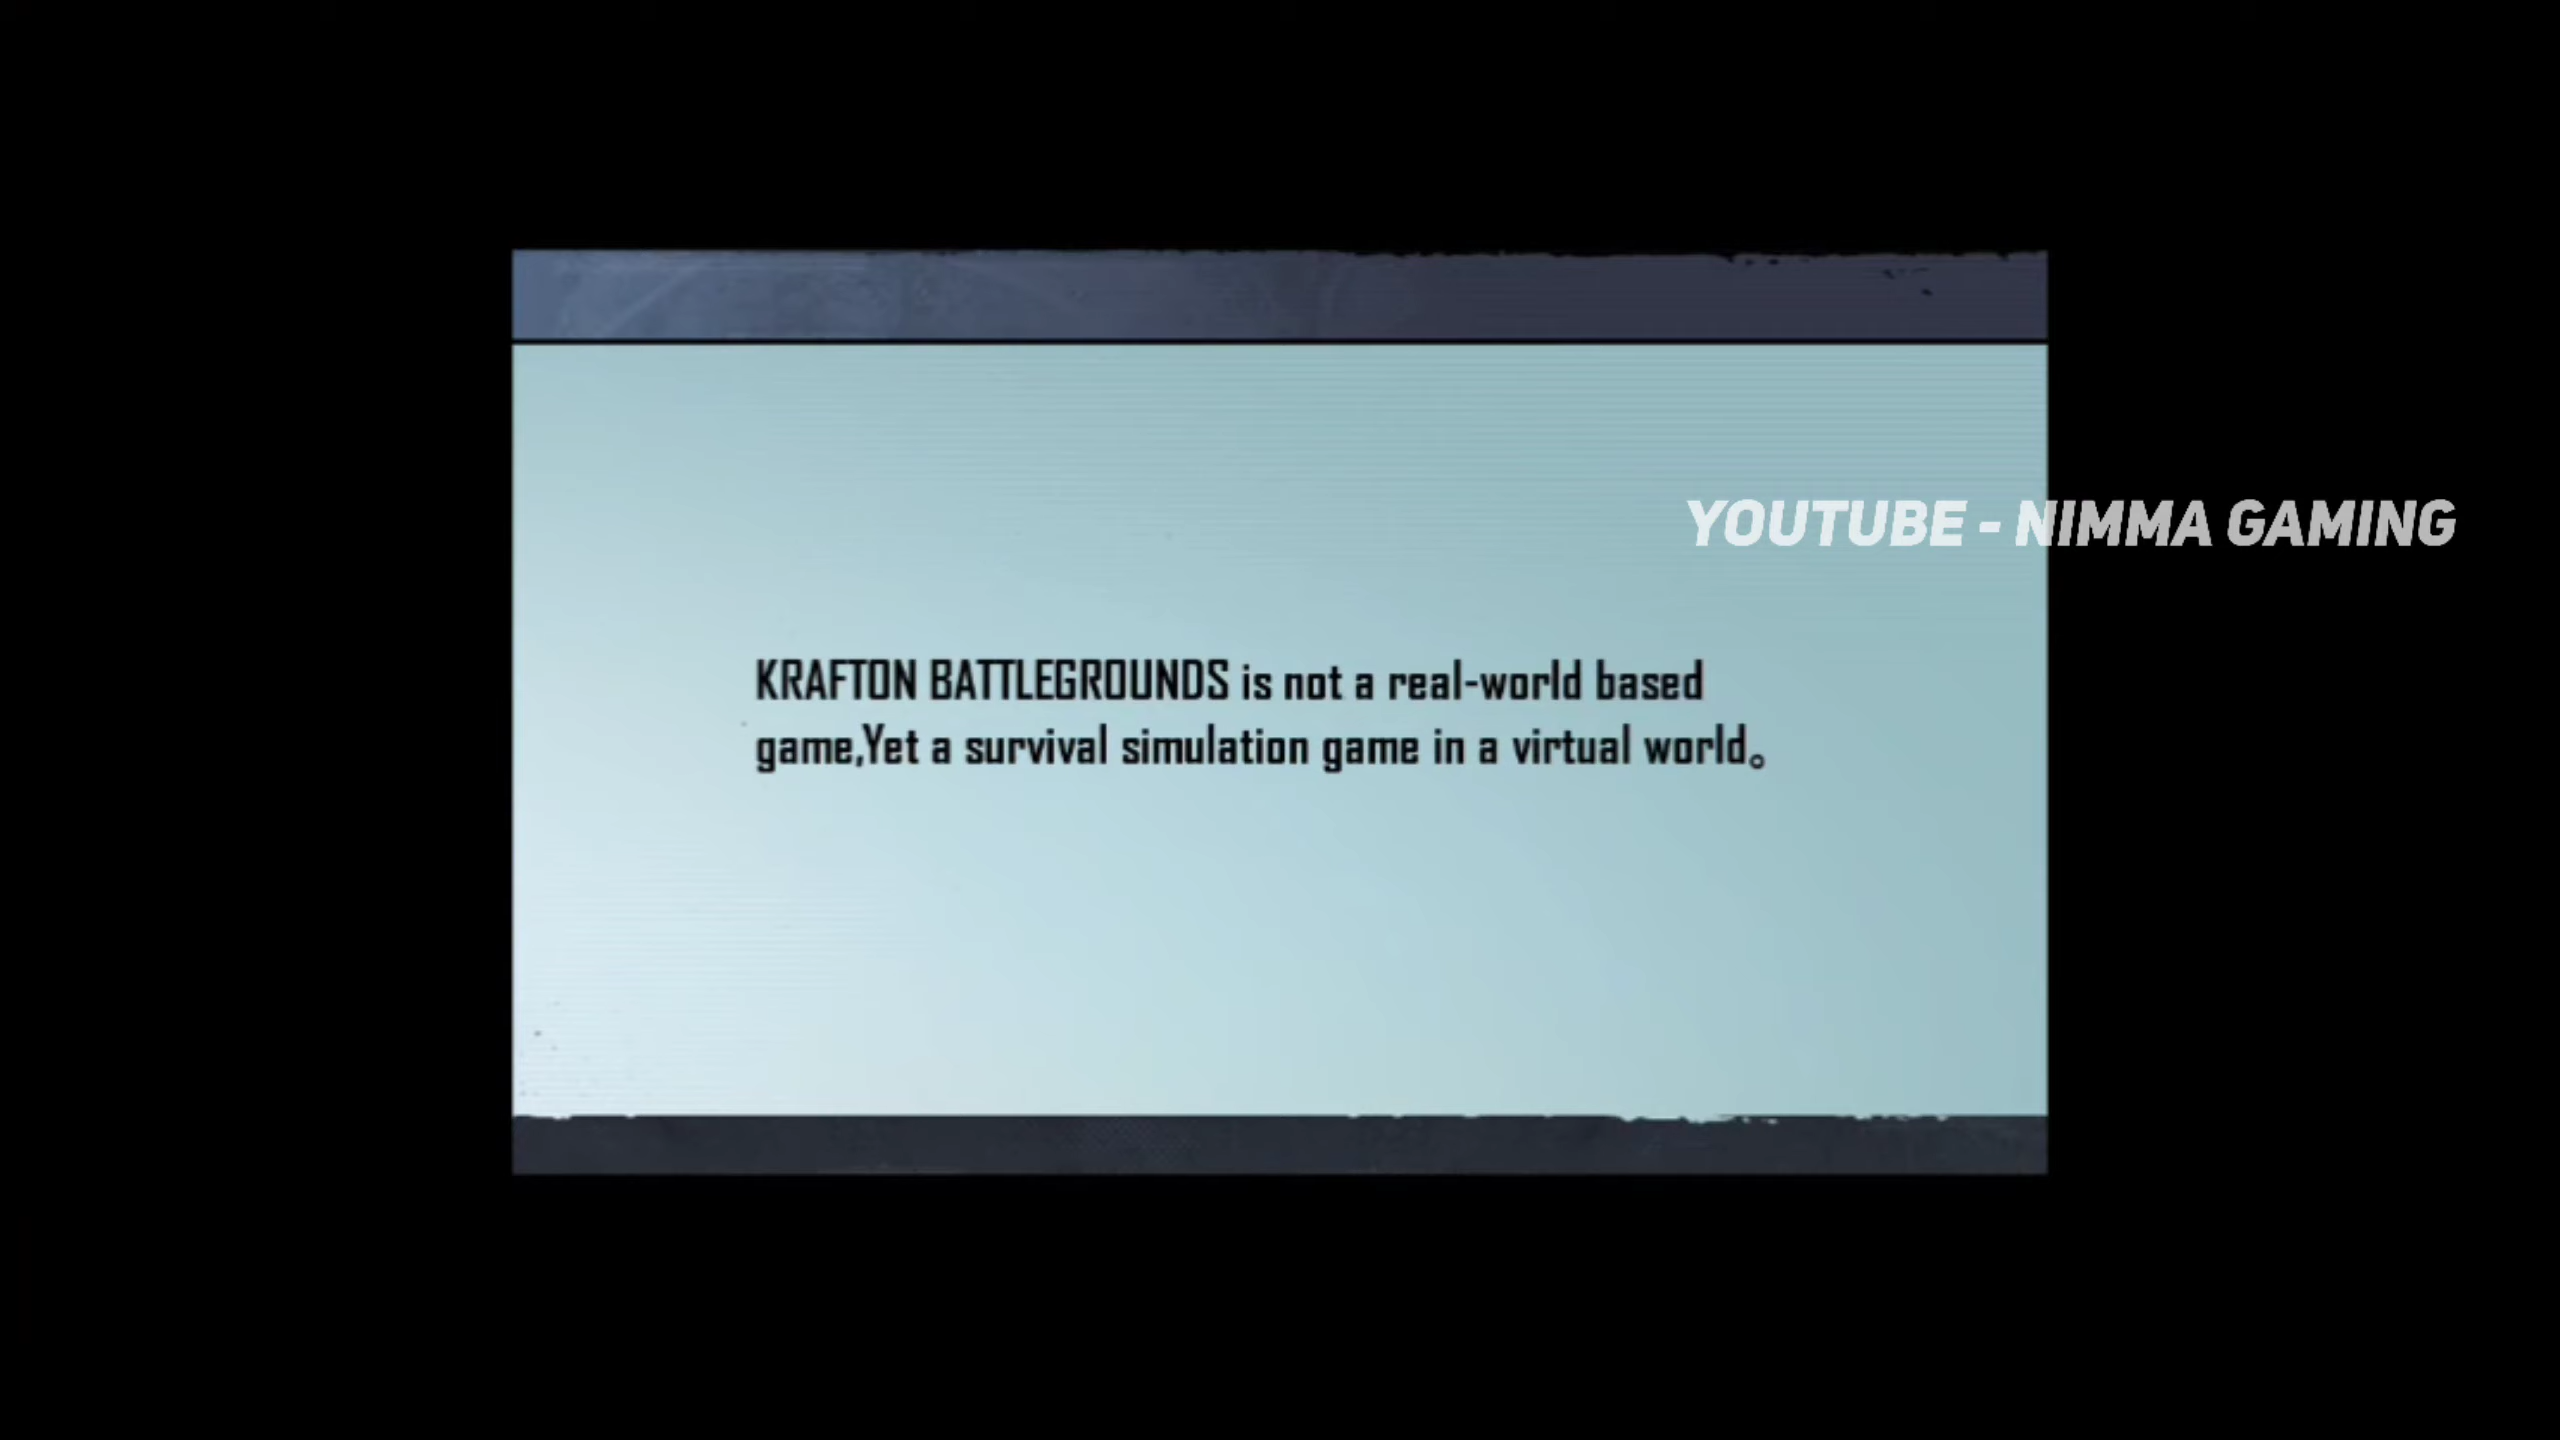 YOUTUBE - NIMMA GAMING
KRAFTON BATTLEGROUNDS is not a real-world based
game,Yet a survival simulation game in a virtual world。